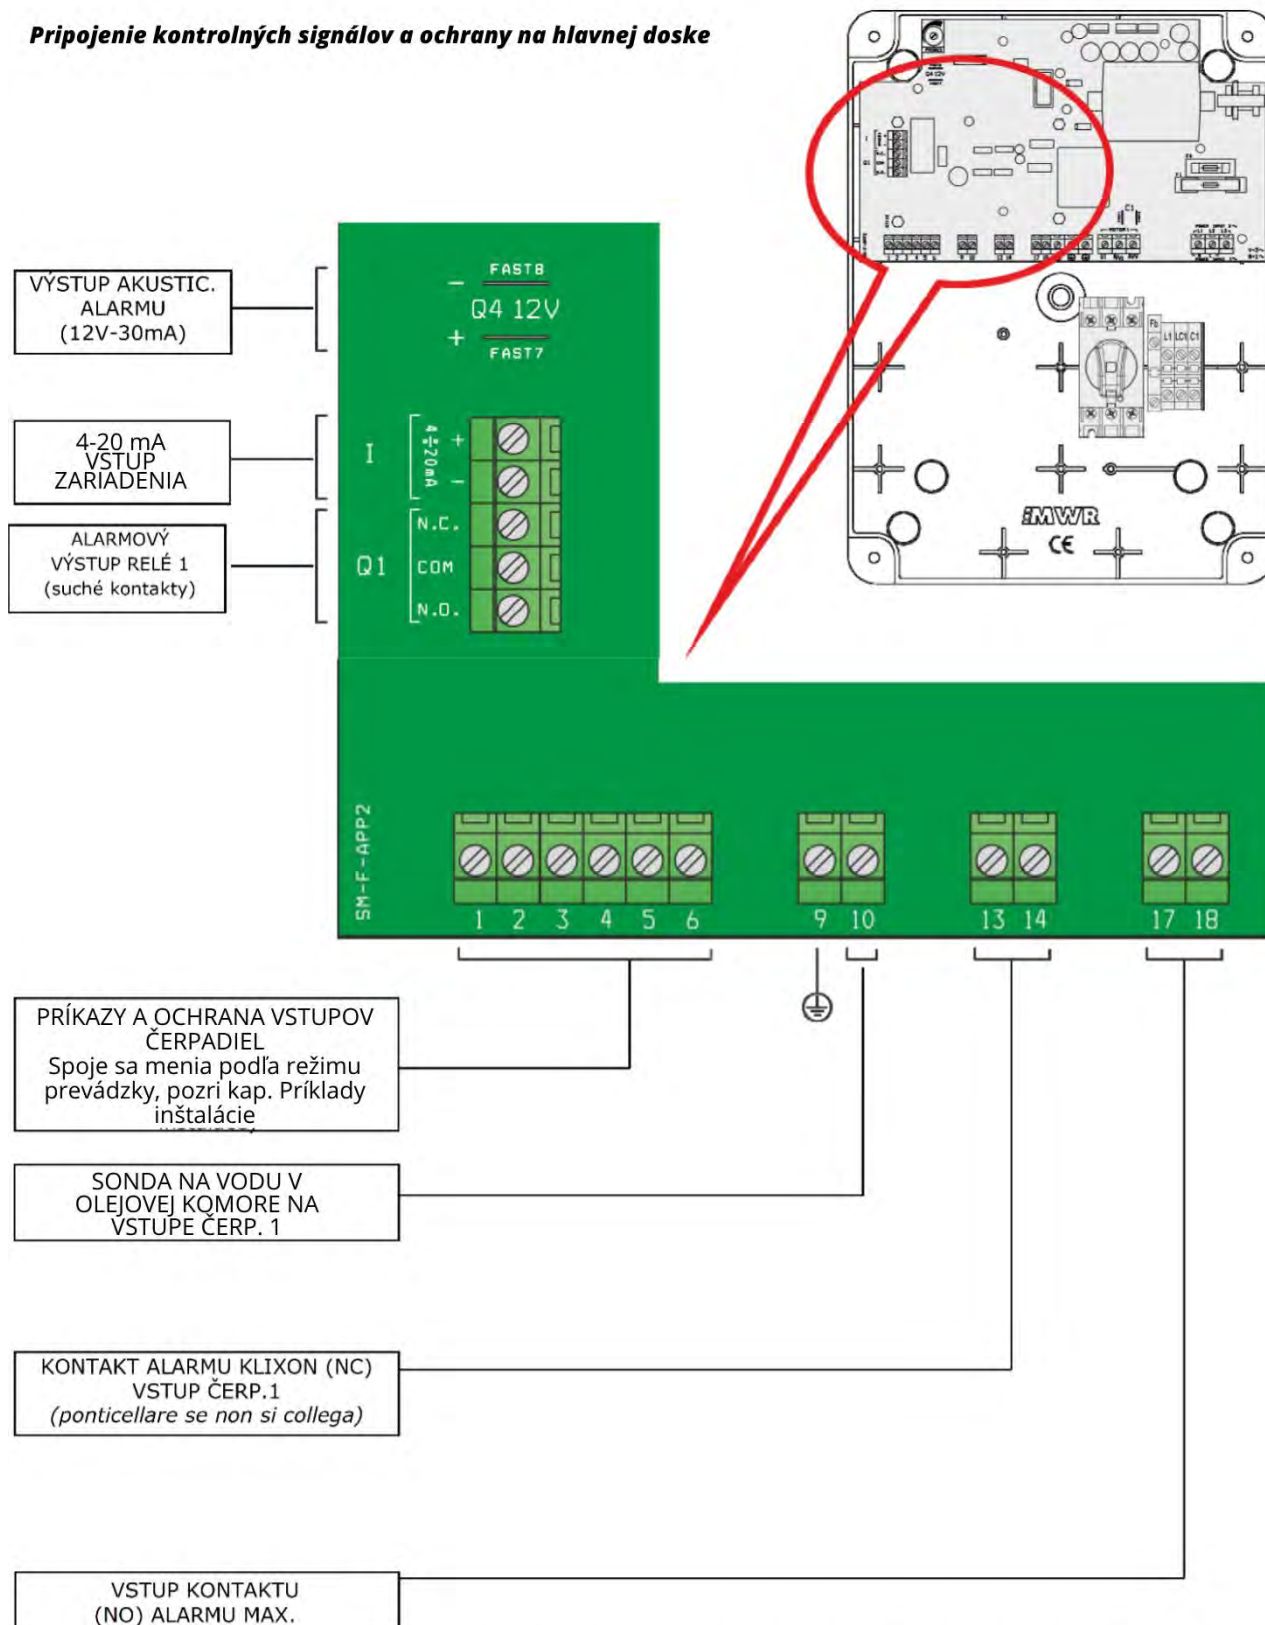 Pripojenie kontrolných signálov a ochrany na hlavnej doske
VÝSTUP AKUSTIC.
ALARMU
(12V-30mA)
FAST8
-
Q4 12V
+
FAST7
4-20 mA
VSTUP
ZARIADENIA
I
4÷20mA
+
-
ALARMOVÝ
VÝSTUP RELÉ 1
(suché kontakty)
Q1
N.C.
COM
N.O.
L1 LC1 C1
MWR
CE
SM-F-APP2
1 2 3 4 5 6 9 10 13 14 17 18
PRÍKAZY A OCHRANA VSTUPOV
ČERPADIEL
Spoje sa menia podľa režimu
prevádzky, pozri kap. Príklady
inštalácie
SONDA NA VODU V
OLEJOVEJ KOMORE NA
VSTUPE ČERP. 1
KONTAKT ALARMU KLIXON (NC)
VSTUP ČERP.1
(ponticellare se non si collega)
VSTUP KONTAKTU
(NO) ALARMU MAX.